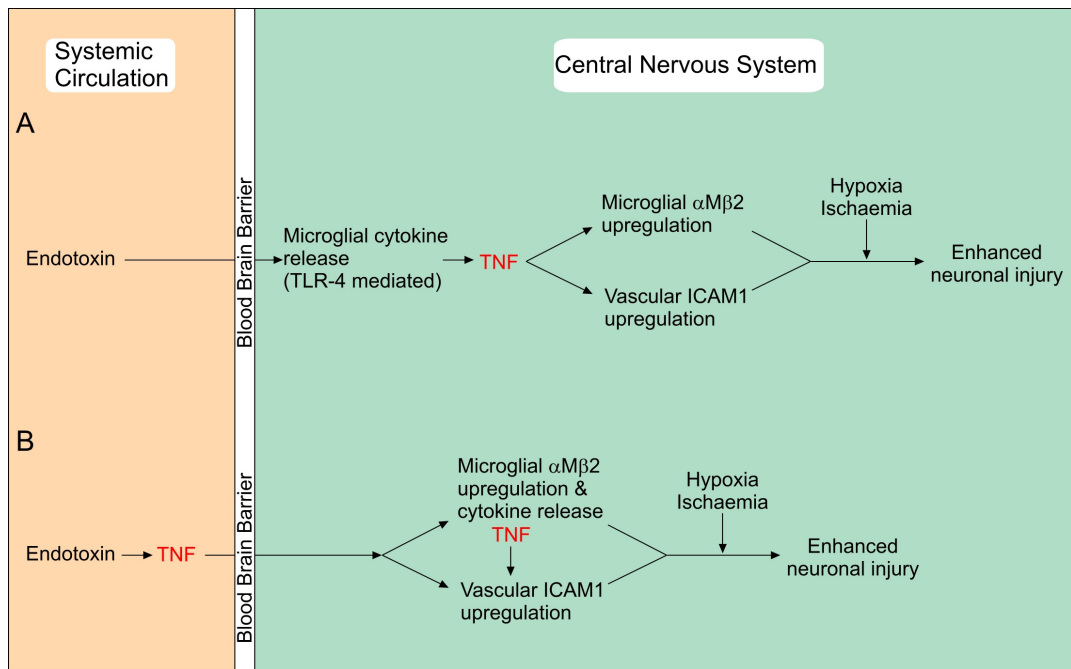 Systemic
Circulation
Central Nervous System
A
Blood Brain Barrier
Endotoxin
Microglial cytokine
release
(TLR-4 mediated)
TNF
Microglial αMβ2
upregulation
Vascular ICAM1
upregulation
Hypoxia
Ischaemia
Enhanced
neuronal injury
B
Blood Brain Barrier
Endotoxin
TNF
Microglial αMβ2
upregulation &
cytokine release
TNF
Vascular ICAM1
upregulation
Hypoxia
Ischaemia
Enhanced
neuronal injury